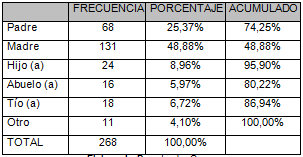 FRECUENCIA PORCENTAJE ACUMULADO
Padre 68 25,37% 74,25%
Madre 131 48,88% 48,88%
Hijo (a) 24 8,96% 95,90%
Abuelo (a) 16 5,97% 80,22%
Tío (a) 18 6,72% 86,94%
Otro 11 4,10% 100,00%
TOTAL 268 100,00%